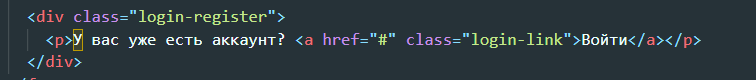 <div class="login-register">
<p>У вас уже есть аккаунт? <a href="#" class="login-link">Войти</a></p>
</div>